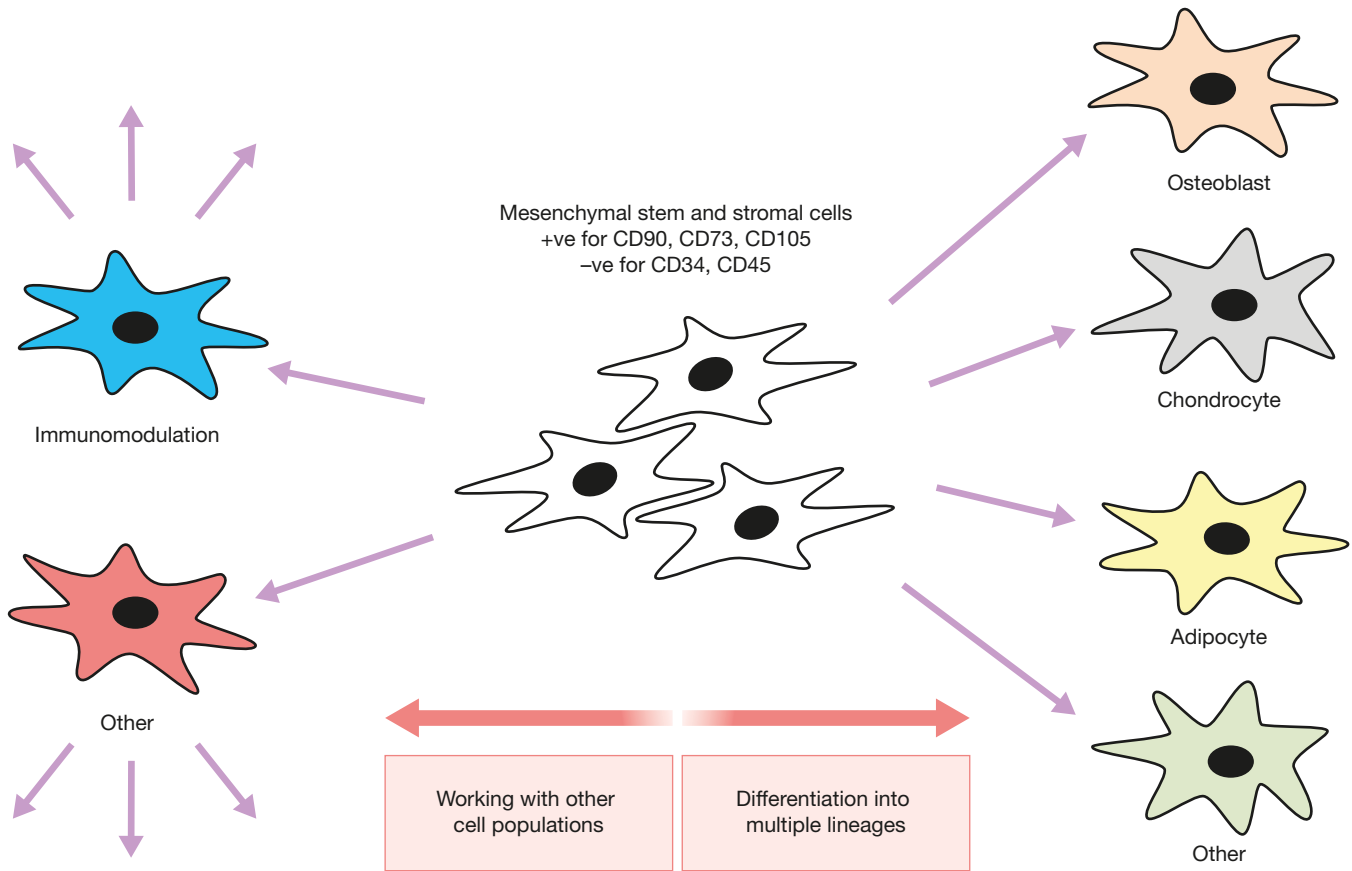 Mesenchymal stem and stromal cells
+ve for CD90, CD73, CD105
–ve for CD34, CD45
Immunomodulation
Other
Osteoblast
Chondrocyte
Adipocyte
Other
Working with other
cell populations
Differentiation into
multiple lineages